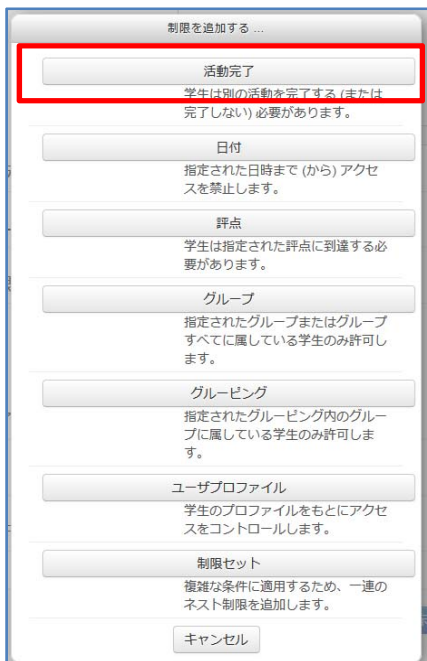 制限を追加する ...
活動完了
学生は別の活動を完了する (または
完了しない) 必要があります。
日付
指定された日時まで (から) アクセ
スを禁止します。
評点
学生は指定された評点に到達する必
要があります。
グループ
指定されたグループまたはグループ
すべてに属している学生のみ許可し
ます。
グルーピング
指定されたグルーピング内のグルー
プに属している学生のみ許可しま
す。
ユーザプロファイル
学生のプロファイルをもとにアクセ
スをコントロールします。
制限セット
複雑な条件に適用するため、一連の
ネスト制限を追加します。
キャンセル